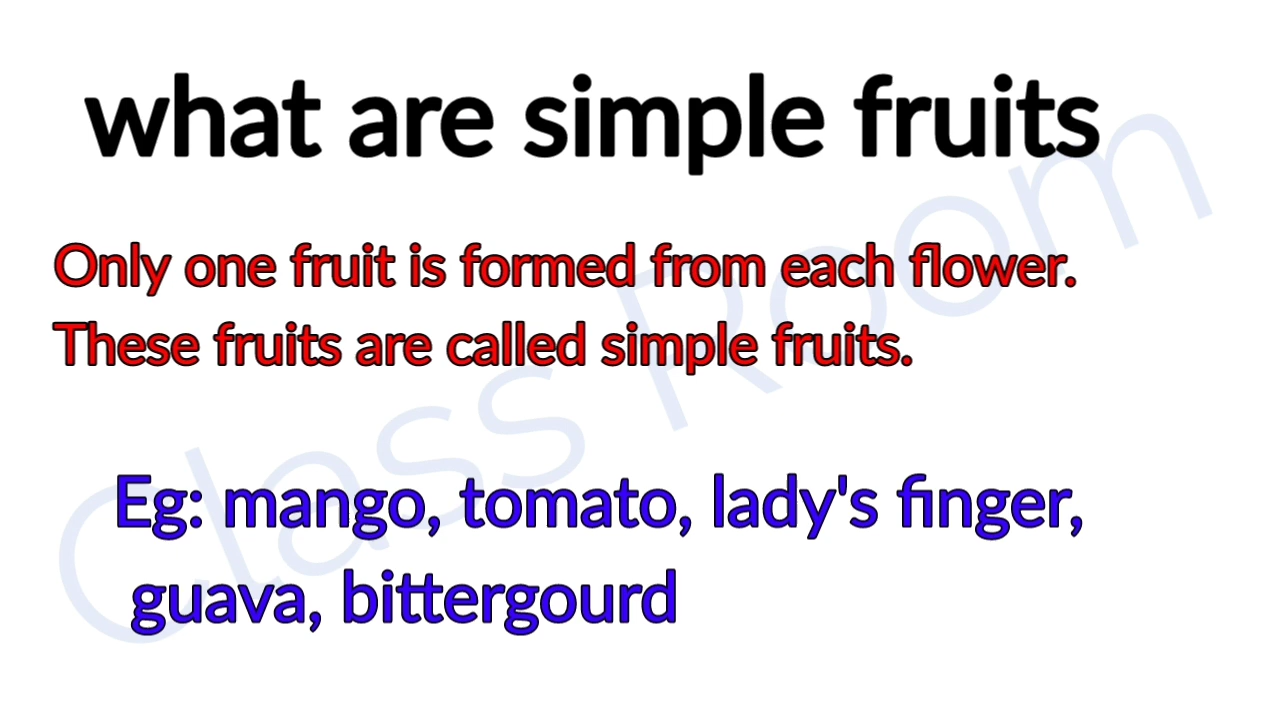 what are simple fruits
Only one fruit is formed from each flower.
These fruits are called simple fruits.
Eg: mango, tomato, lady's finger,
guava, bittergourd
Class Room